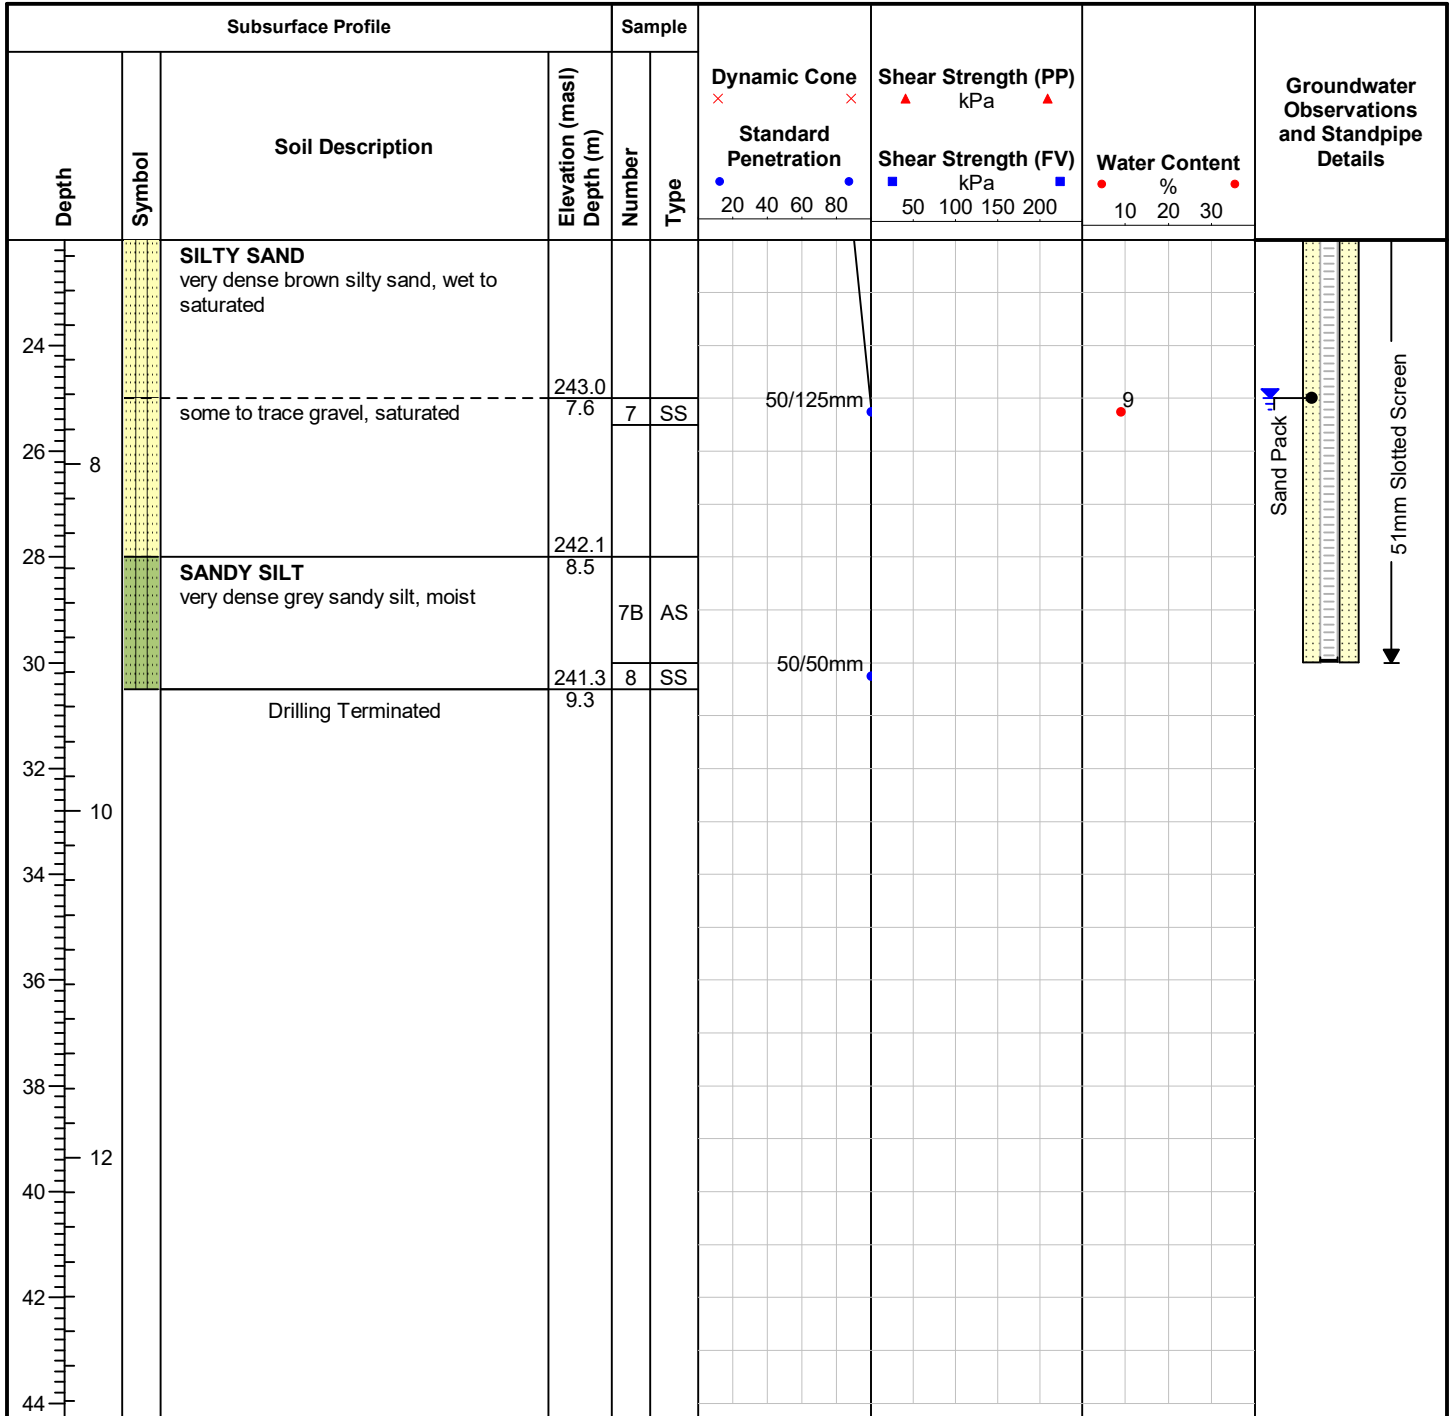 Subsurface Profile
Sample
Depth
Symbol
Soil Description
Elevation (masl)
Depth (m)
Number
Type
Dynamic Cone
Standard
Penetration
20 40 60 80
Shear Strength (PP)
kPa
Shear Strength (FV)
kPa
50 100 150 200
Water Content
%
10 20 30
Groundwater
Observations
and Standpipe
Details
SILTY SAND
very dense brown silty sand, wet to
saturated
24
243.0
7.6
some to trace gravel, saturated
7 SS
50/125mm
9
Sand Pack
51mm Slotted Screen
26
8
242.1
28
8.5
SANDY SILT
very dense grey sandy silt, moist
7B AS
30
50/50mm
241.3
8 SS
9.3
Drilling Terminated
32
10
34
36
38
12
40
42
44